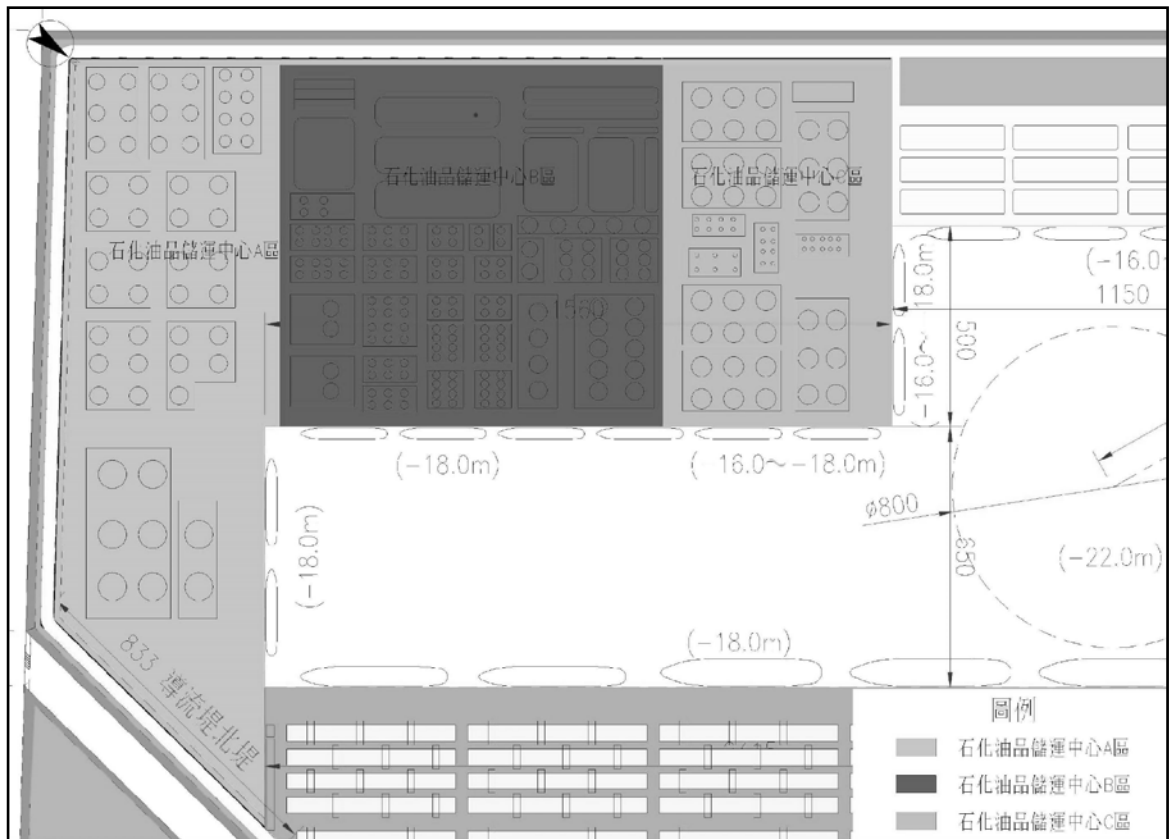 石化油品儲運中心B區
石化油品儲運中心C區
石化油品儲運中心A區
(-16.0~-18.0m)
500
1150
1560
(-18.0m)
(-16.0~-18.0m)
ø800
650
(-22.0m)
(-18.0m)
(-18.0m)
833 導流堤北堤
圖例
石化油品儲運中心A區
石化油品儲運中心B區
石化油品儲運中心C區